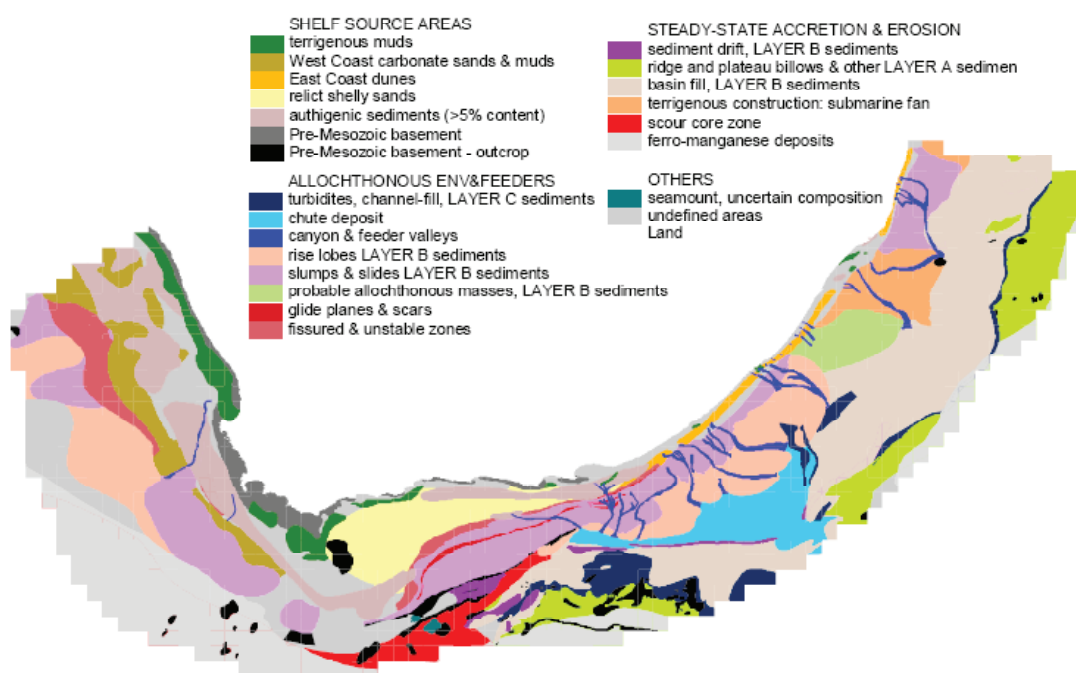 SHELF SOURCE AREAS
terrigenous muds
West Coast carbonate sands & muds
East Coast dunes
relict shelly sands
authigenic sediments (>5% content)
Pre-Mesozoic basement
Pre-Mesozoic basement - outcrop
ALLOCHTHONOUS ENV&FEEDERS
turbidites, channel-fill, LAYER C sediments
chute deposit
canyon & feeder valleys
rise lobes LAYER B sediments
slumps & slides LAYER B sediments
probable allochthonous masses, LAYER B sediments
glide planes & scars
fissured & unstable zones
STEADY-STATE ACCRETION & EROSION
sediment drift, LAYER B sediments
ridge and plateau billows & other LAYER A sedimen
basin fill, LAYER B sediments
terrigenous construction: submarine fan
scour core zone
ferro-manganese deposits
OTHERS
seamount, uncertain composition
undefined areas
Land